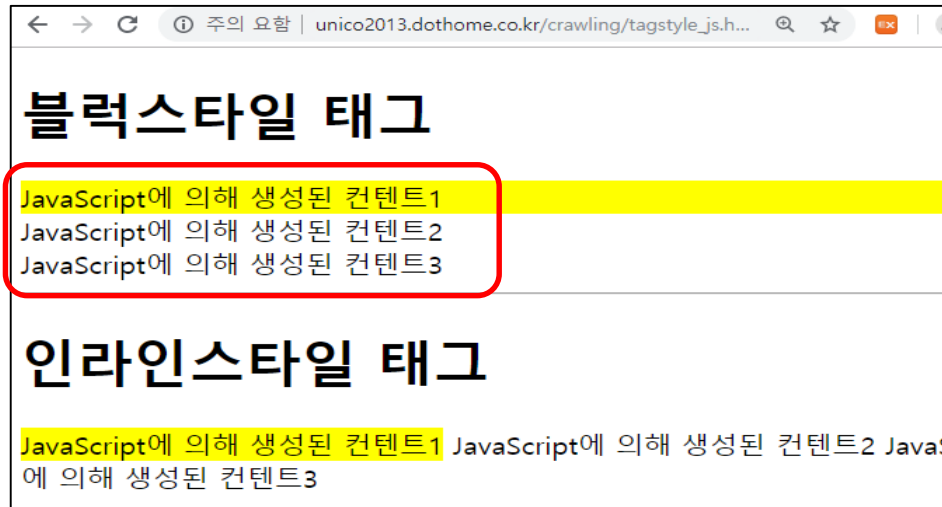 주의 요함 | unico2013.dothome.co.kr/crawling/tagstyle_js.h... EX
블럭스타일 태그
JavaScript에 의해 생성된 컨텐트1
JavaScript에 의해 생성된 컨텐트2
JavaScript에 의해 생성된 컨텐트3
인라인스타일 태그
JavaScript에 의해 생성된 컨텐트1 JavaScript에 의해 생성된 컨텐트2 JavaS
에 의해 생성된 컨텐트3